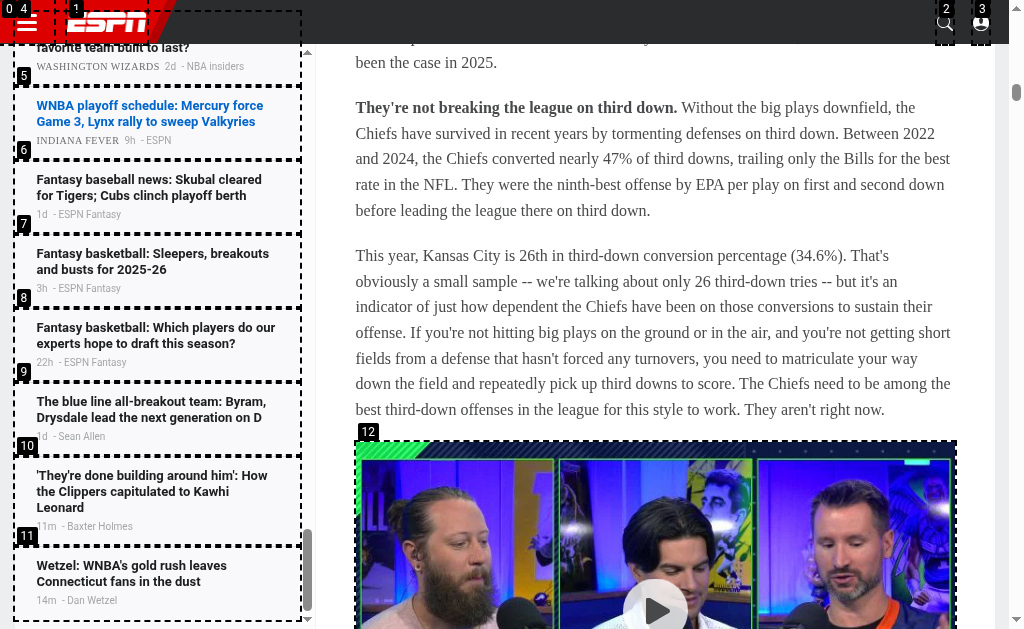 0
4
1
ESPN
2
3
favorite team built to last?
5
WASHINGTON WIZARDS 2d - NBA insiders
WNBA playoff schedule: Mercury force
Game 3, Lynx rally to sweep Valkyries
6
INDIANA FEVER 9h - ESPN
Fantasy baseball news: Skubal cleared
for Tigers; Cubs clinch playoff berth
7
1d - ESPN Fantasy
Fantasy basketball: Sleepers, breakouts
and busts for 2025-26
8
3h - ESPN Fantasy
Fantasy basketball: Which players do our
experts hope to draft this season?
9
22h - ESPN Fantasy
The blue line all-breakout team: Byram,
Drysdale lead the next generation on D
10
1d - Sean Allen
'They're done building around him': How
the Clippers capitulated to Kawhi
Leonard
11
11m - Baxter Holmes
Wetzel: WNBA's gold rush leaves
Connecticut fans in the dust
14m - Dan Wetzel
been the case in 2025.
They're not breaking the league on third down. Without the big plays downfield, the
Chiefs have survived in recent years by tormenting defenses on third down. Between 2022
and 2024, the Chiefs converted nearly 47% of third downs, trailing only the Bills for the best
rate in the NFL. They were the ninth-best offense by EPA per play on first and second down
before leading the league there on third down.
This year, Kansas City is 26th in third-down conversion percentage (34.6%). That's
obviously a small sample -- we're talking about only 26 third-down tries -- but it's an
indicator of just how dependent the Chiefs have been on those conversions to sustain their
offense. If you're not hitting big plays on the ground or in the air, and you're not getting short
fields from a defense that hasn't forced any turnovers, you need to matriculate your way
down the field and repeatedly pick up third downs to score. The Chiefs need to be among the
best third-down offenses in the league for this style to work. They aren't right now.
12